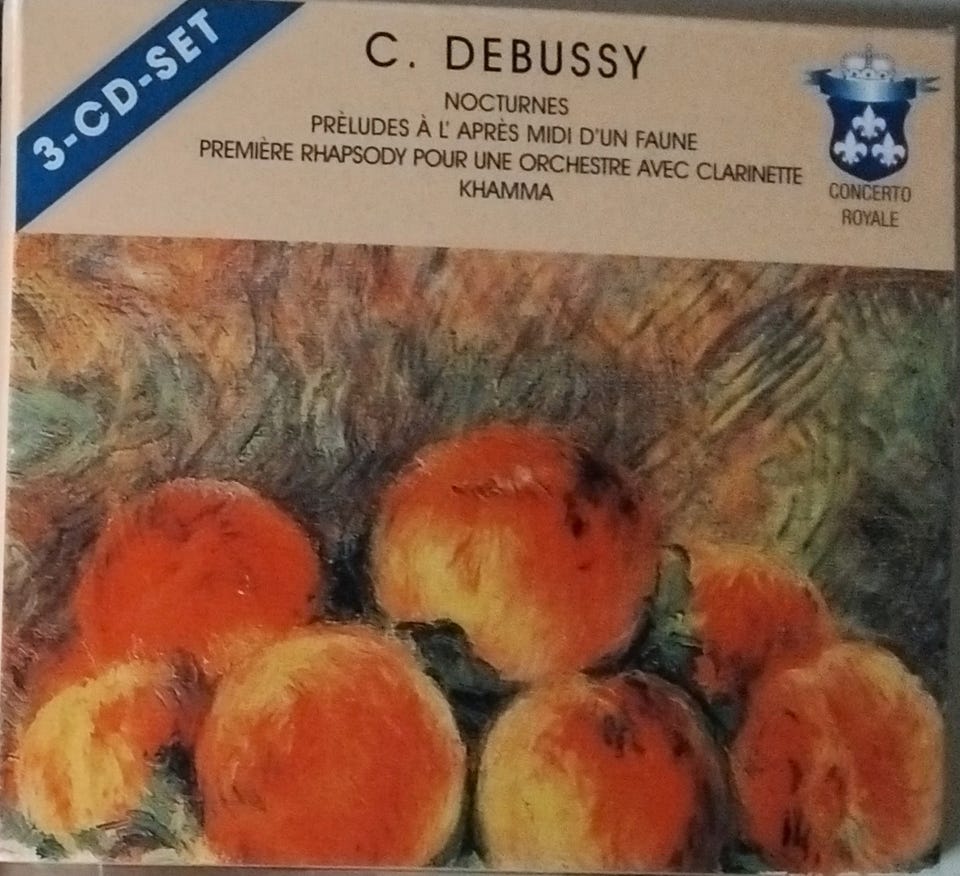 3-CD-SET
C. DEBUSSY
NOCTURNES
PRÈLUDES À L' APRÈS MIDI D'UN FAUNE
PREMIÈRE RHAPSODY POUR UNE ORCHESTRE AVEC CLARINETTE
KHAMMA
CONCERTO
ROYALE